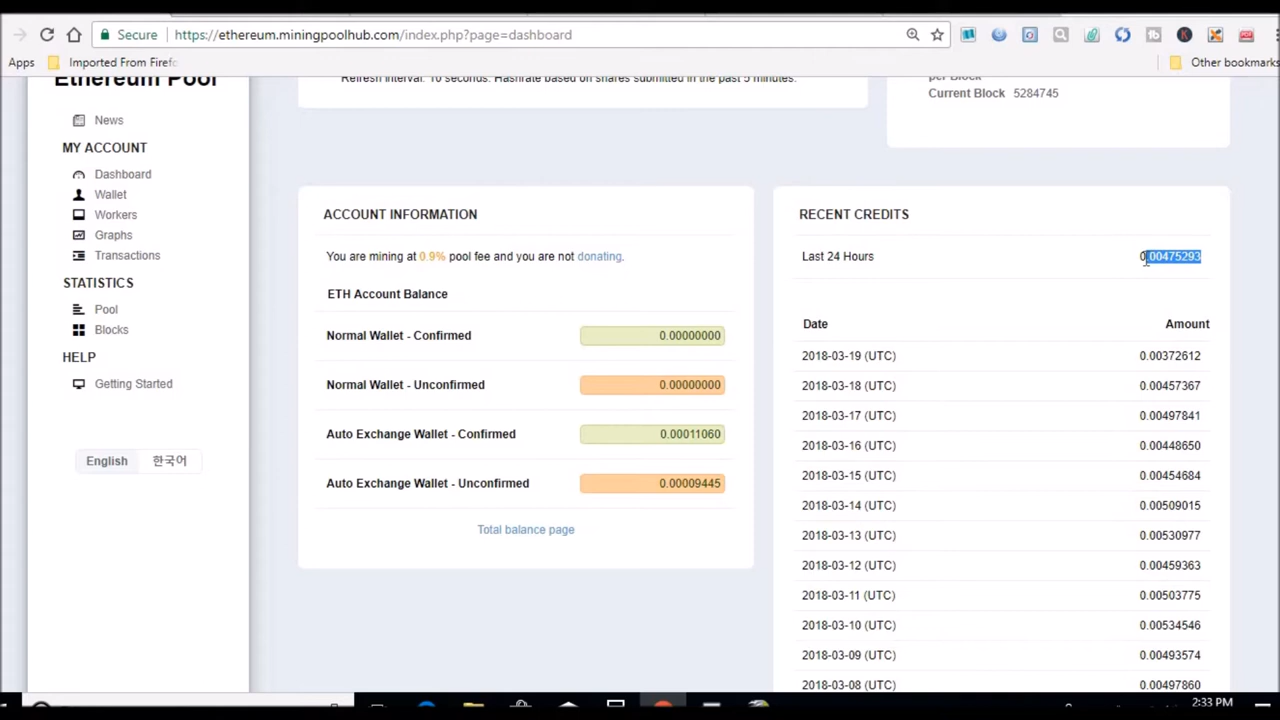 Secure https://ethereum.miningpoolhub.com/index.php?page=dashboard
Apps Imported From Firefo Other bookmarks
Ethereum Pool
News
MY ACCOUNT
Dashboard
Wallet
Workers
Graphs
Transactions
STATISTICS
Pool
Blocks
HELP
Getting Started
English 한국어
Refresh interval: 10 seconds. Hashrate based on shares submitted in the past 5 minutes.
per Block
Current Block 5284745
ACCOUNT INFORMATION
You are mining at 0.9% pool fee and you are not donating.
ETH Account Balance
Normal Wallet - Confirmed 0.00000000
Normal Wallet - Unconfirmed 0.00000000
Auto Exchange Wallet - Confirmed 0.00011060
Auto Exchange Wallet - Unconfirmed 0.00009445
Total balance page
RECENT CREDITS
Last 24 Hours 0.00475293
Date Amount
2018-03-19 (UTC) 0.00372612
2018-03-18 (UTC) 0.00457367
2018-03-17 (UTC) 0.00497841
2018-03-16 (UTC) 0.00448650
2018-03-15 (UTC) 0.00454684
2018-03-14 (UTC) 0.00509015
2018-03-13 (UTC) 0.00530977
2018-03-12 (UTC) 0.00459363
2018-03-11 (UTC) 0.00503775
2018-03-10 (UTC) 0.00534546
2018-03-09 (UTC) 0.00493574
2018-03-08 (UTC) 0.00497860
2:33 PM